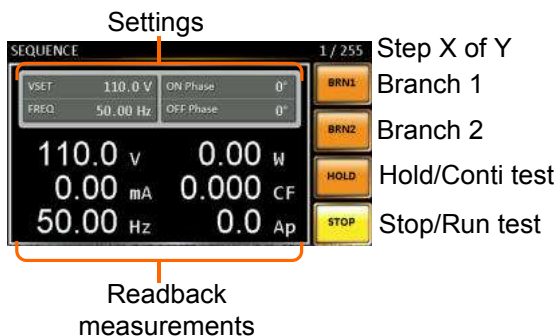 Settings
SEQUENCE 1 / 255 Step X of Y
VSET 110.0 V ON Phase 0° BRN1 Branch 1
FREQ 50.00 Hz OFF Phase 0°
BRN2 Branch 2
110.0 V 0.00 W
HOLD Hold/Conti test
0.00 mA 0.000 CF
50.00 Hz 0.0 Ap STOP Stop/Run test
Readback
measurements